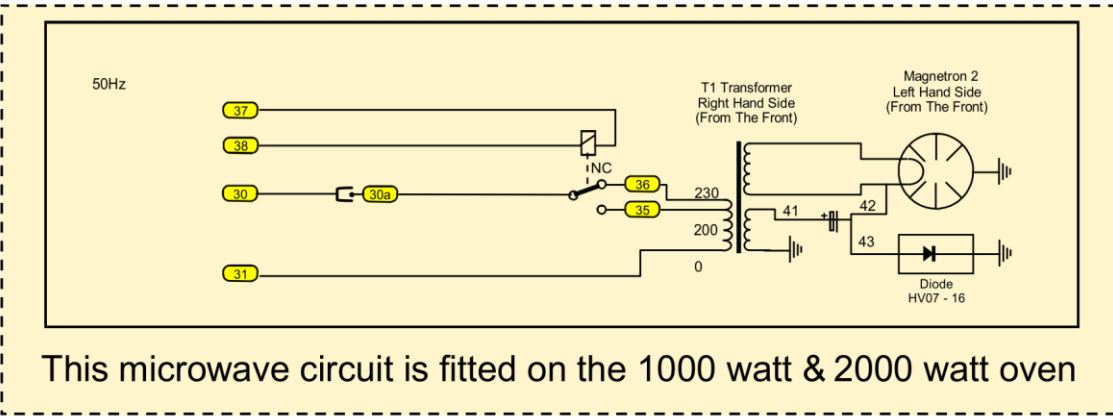 50Hz
T1 Transformer
Right Hand Side
(From The Front)
Magnetron 2
Left Hand Side
(From The Front)
37
38
NC
30
30a
36
230
35
41
42
+
200
43
31
0
Diode
HV07 - 16
This microwave circuit is fitted on the 1000 watt & 2000 watt oven